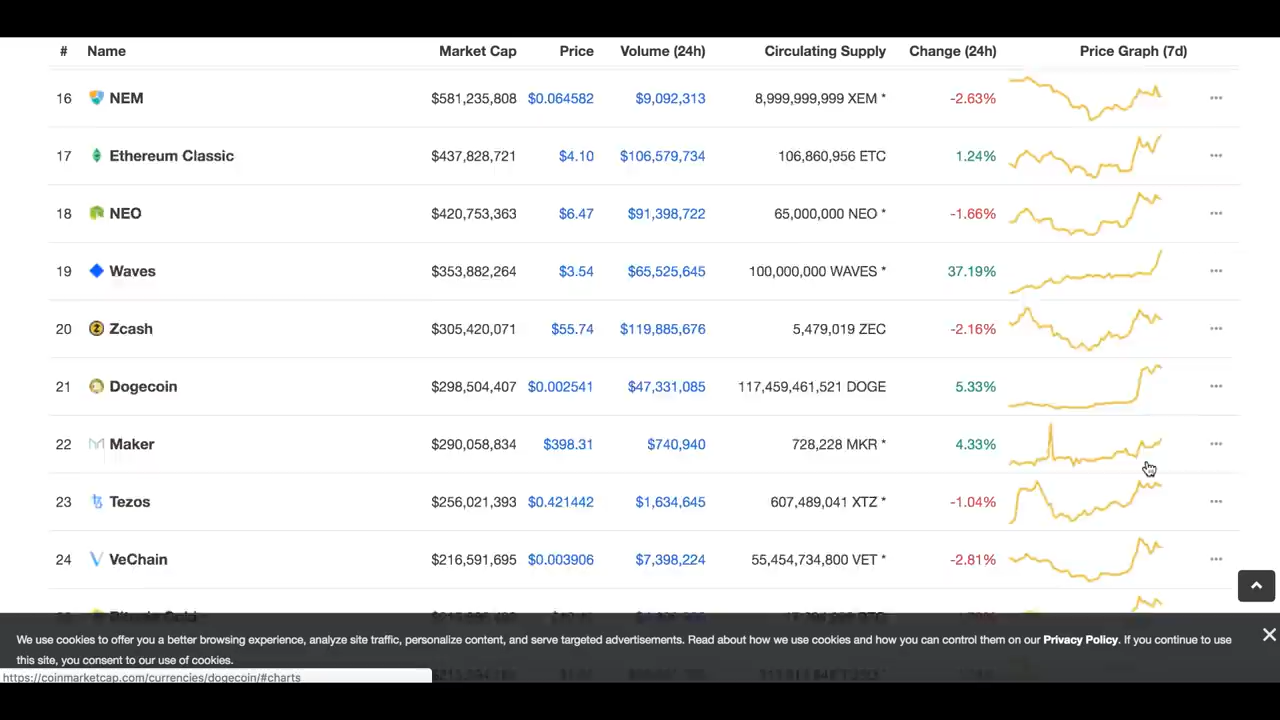 # Name Market Cap Price Volume (24h) Circulating Supply Change (24h) Price Graph (7d)
16 NEM $581,235,808 $0.064582 $9,092,313 8,999,999,999 XEM * -2.63%
17 Ethereum Classic $437,828,721 $4.10 $106,579,734 106,860,956 ETC 1.24%
18 NEO $420,753,363 $6.47 $91,398,722 65,000,000 NEO * -1.66%
19 Waves $353,882,264 $3.54 $65,525,645 100,000,000 WAVES * 37.19%
20 Zcash $305,420,071 $55.74 $119,885,676 5,479,019 ZEC -2.16%
21 Dogecoin $298,504,407 $0.002541 $47,331,085 117,459,461,521 DOGE 5.33%
22 Maker $290,058,834 $398.31 $740,940 728,228 MKR * 4.33%
23 Tezos $256,021,393 $0.421442 $1,634,645 607,489,041 XTZ * -1.04%
24 VeChain $216,591,695 $0.003906 $7,398,224 55,454,734,800 VET * -2.81%
We use cookies to offer you a better browsing experience, analyze site traffic, personalize content, and serve targeted advertisements. Read about how we use cookies and how you can control them on our Privacy Policy. If you continue to use
this site, you consent to our use of cookies.
https://coinmarketcap.com/currencies/dogecoin/#charts